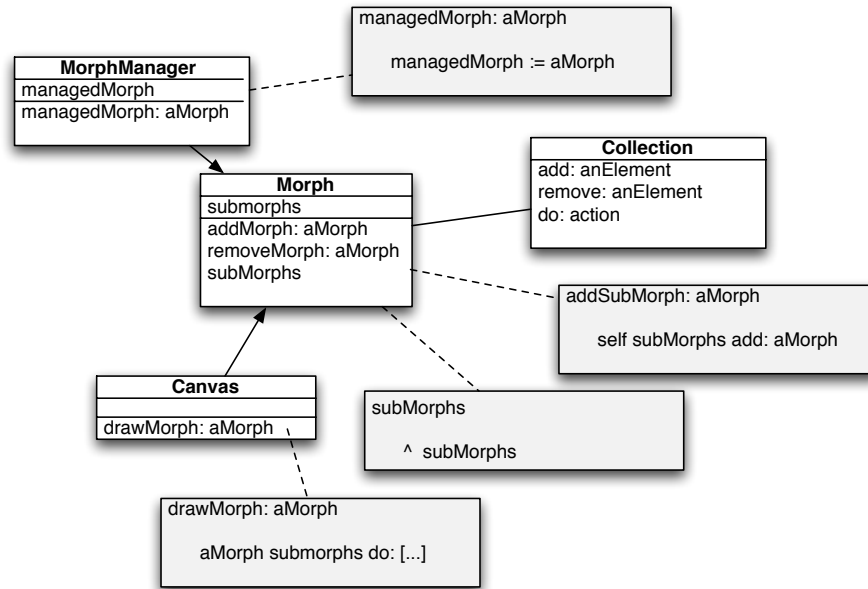 managedMorph: aMorph
managedMorph := aMorph
MorphManager
managedMorph
managedMorph: aMorph
Collection
add: anElement
remove: anElement
do: action
Morph
submorphs
addMorph: aMorph
removeMorph: aMorph
subMorphs
addSubMorph: aMorph
self subMorphs add: aMorph
Canvas
drawMorph: aMorph
subMorphs
^ subMorphs
drawMorph: aMorph
aMorph submorphs do: [...]